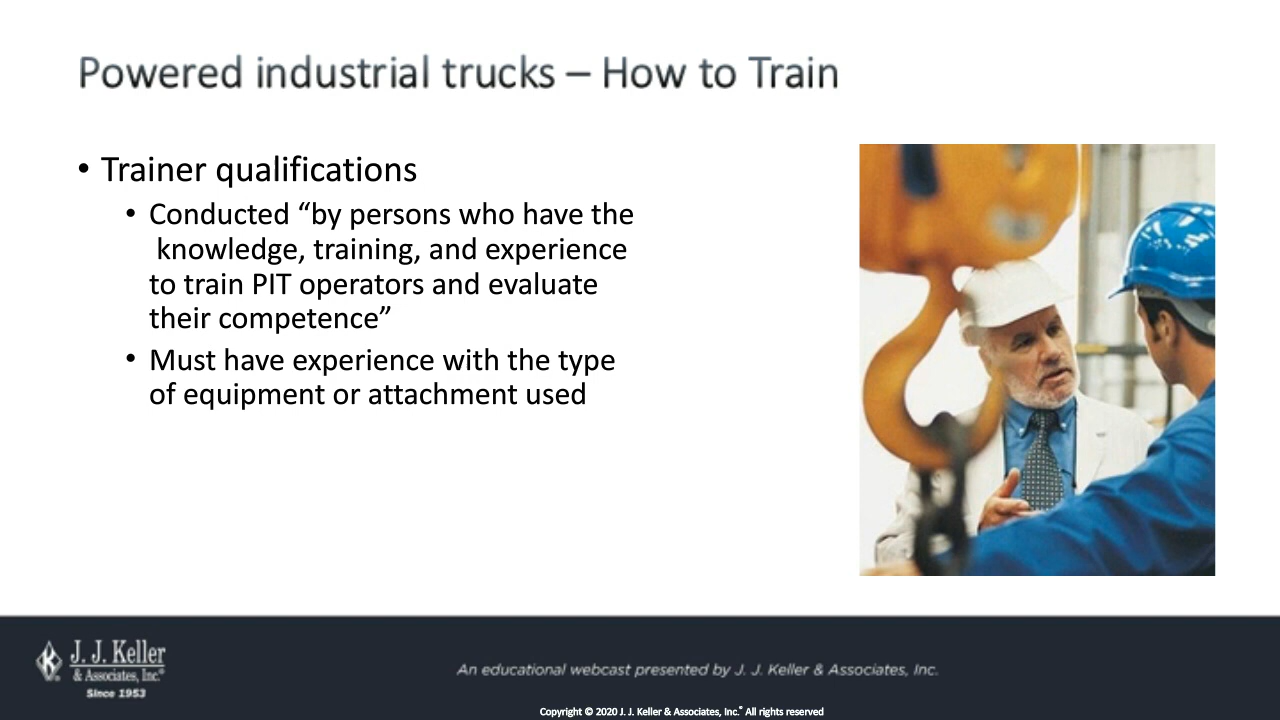 Powered industrial trucks – How to Train
• Trainer qualifications
• Conducted “by persons who have the
knowledge, training, and experience
to train PIT operators and evaluate
their competence”
• Must have experience with the type
of equipment or attachment used
J. J. Keller
& Associates, Inc.®
Since 1953
An educational webcast presented by J. J. Keller & Associates, Inc.
Copyright © 2020 J. J. Keller & Associates, Inc.® All rights reserved